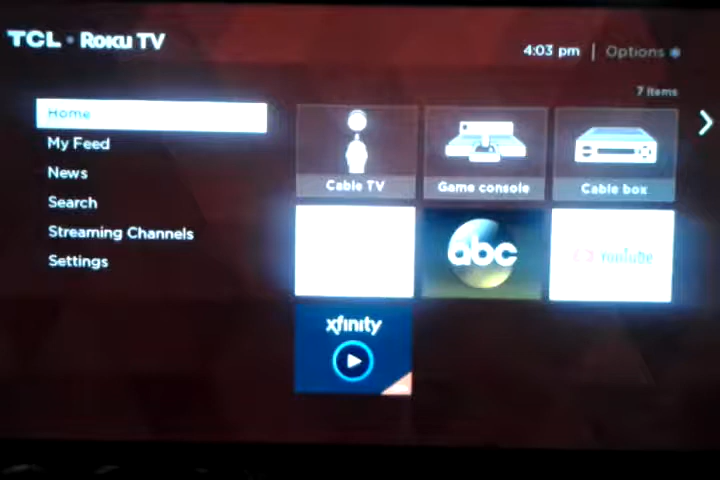 TCL • Roku TV
4:03 pm | Options *
7 items
Home
My Feed
News
Search
Streaming Channels
Settings
Cable TV
Game console
Cable box
abc
YouTube
xfinity